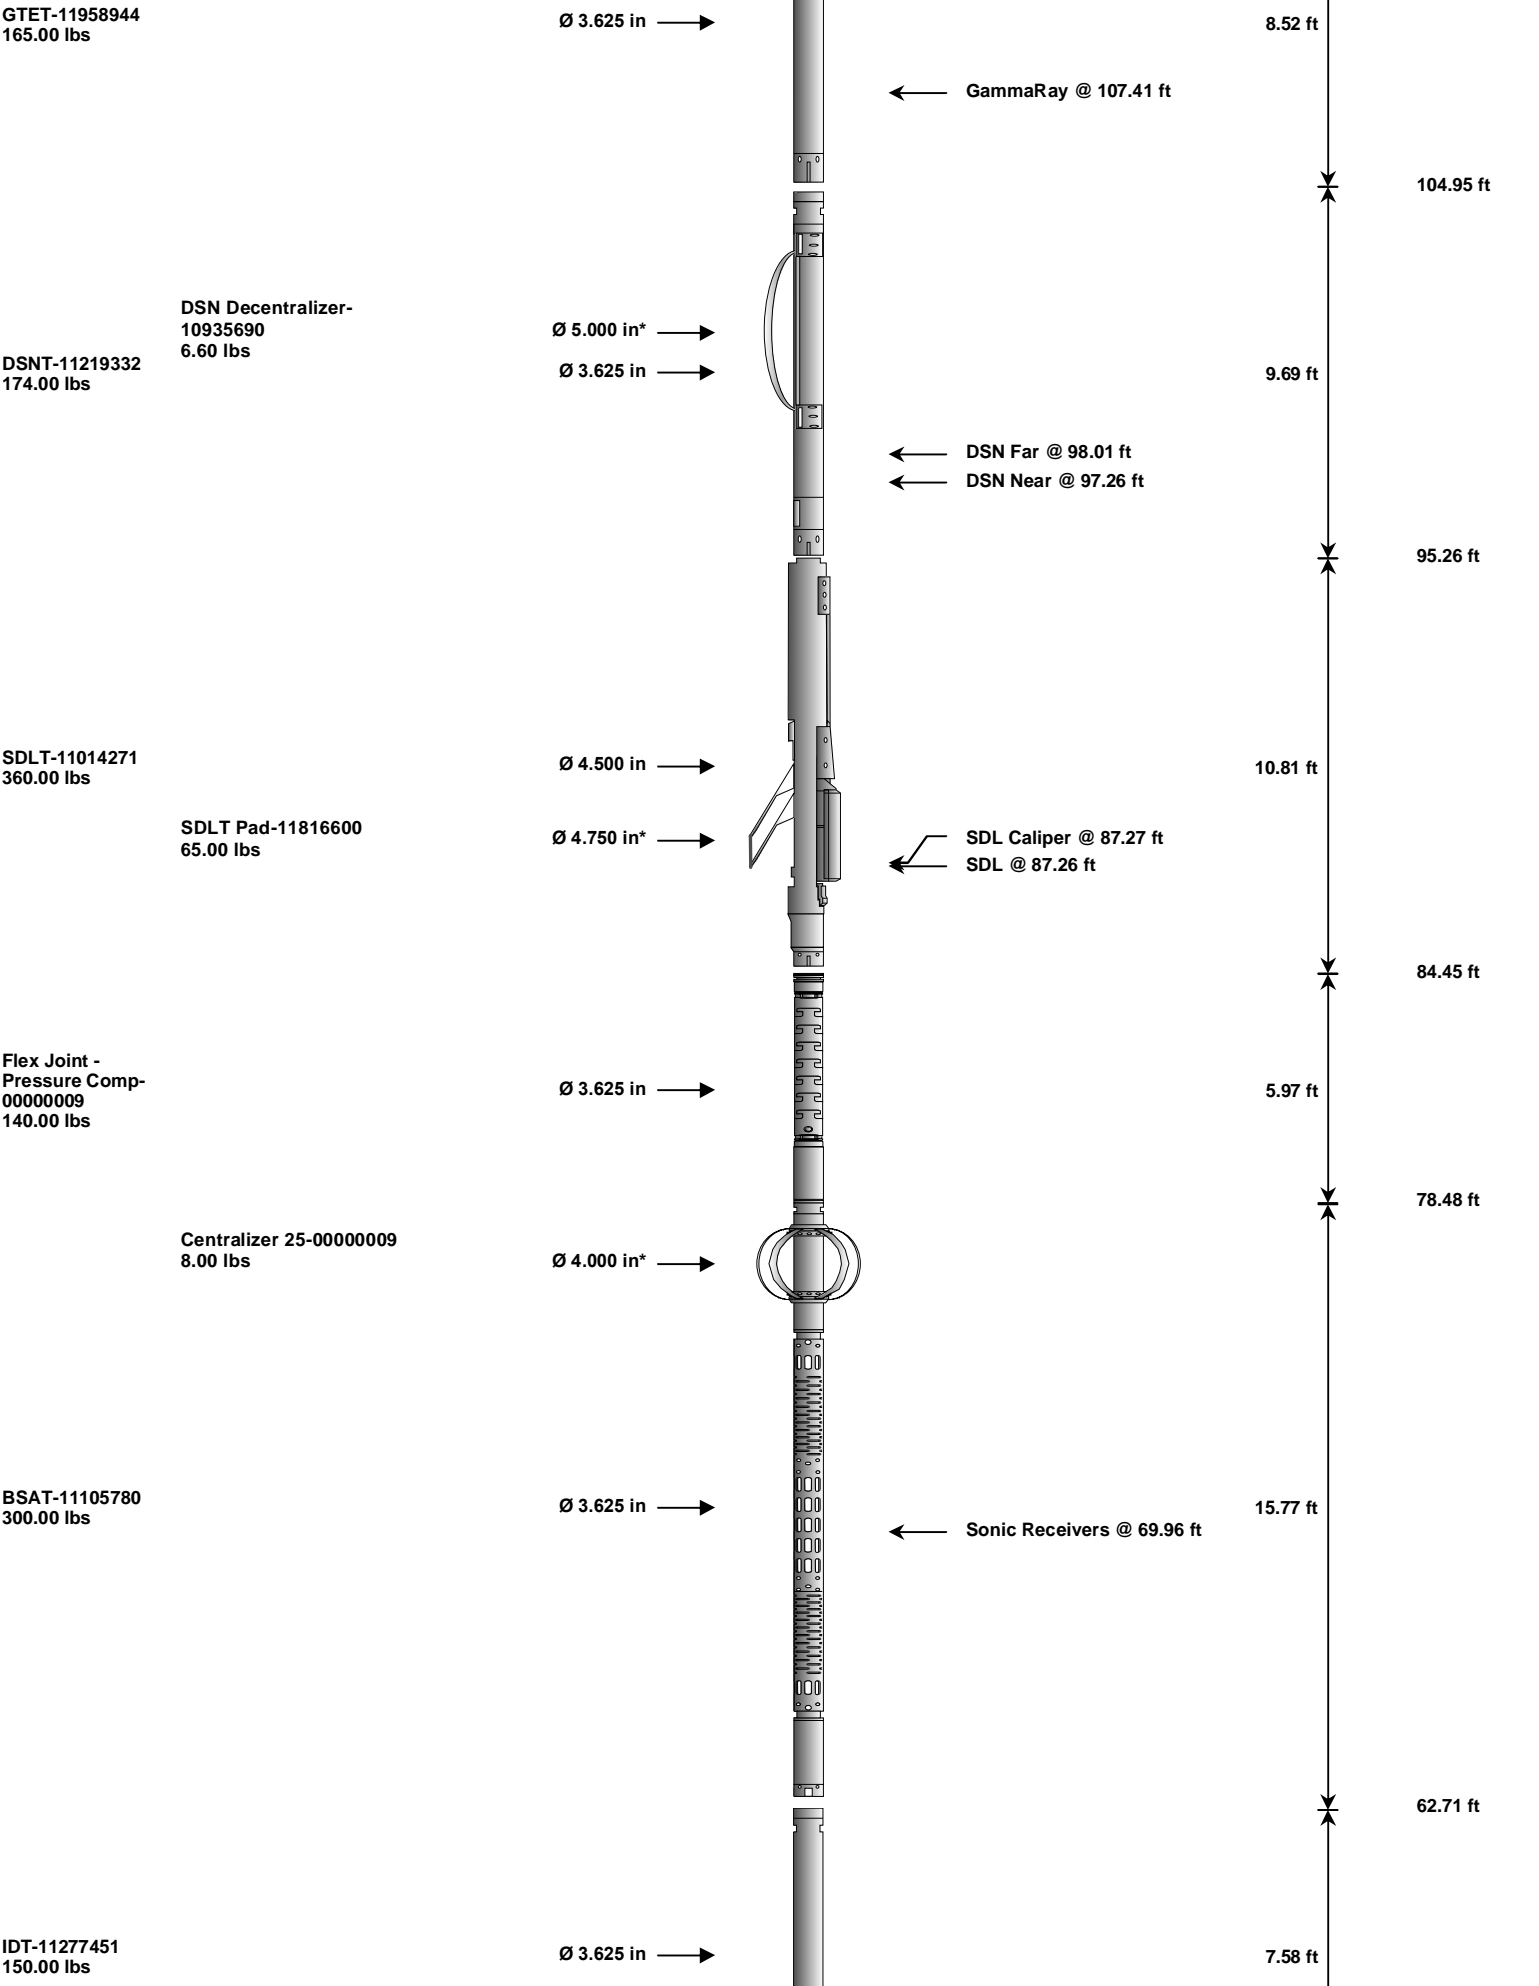 GTET-11958944
165.00 lbs
Ø 3.625 in
8.52 ft
GammaRay @ 107.41 ft
104.95 ft
DSN Decentralizer-
10935690
6.60 lbs
Ø 5.000 in*
DSNT-11219332
174.00 lbs
Ø 3.625 in
9.69 ft
DSN Far @ 98.01 ft
DSN Near @ 97.26 ft
95.26 ft
SDLT-11014271
360.00 lbs
Ø 4.500 in
10.81 ft
SDLT Pad-11816600
65.00 lbs
Ø 4.750 in*
SDL Caliper @ 87.27 ft
SDL @ 87.26 ft
84.45 ft
Flex Joint -
Pressure Comp-
00000009
140.00 lbs
Ø 3.625 in
5.97 ft
78.48 ft
Centralizer 25-00000009
8.00 lbs
Ø 4.000 in*
BSAT-11105780
300.00 lbs
Ø 3.625 in
15.77 ft
Sonic Receivers @ 69.96 ft
62.71 ft
IDT-11277451
150.00 lbs
Ø 3.625 in
7.58 ft